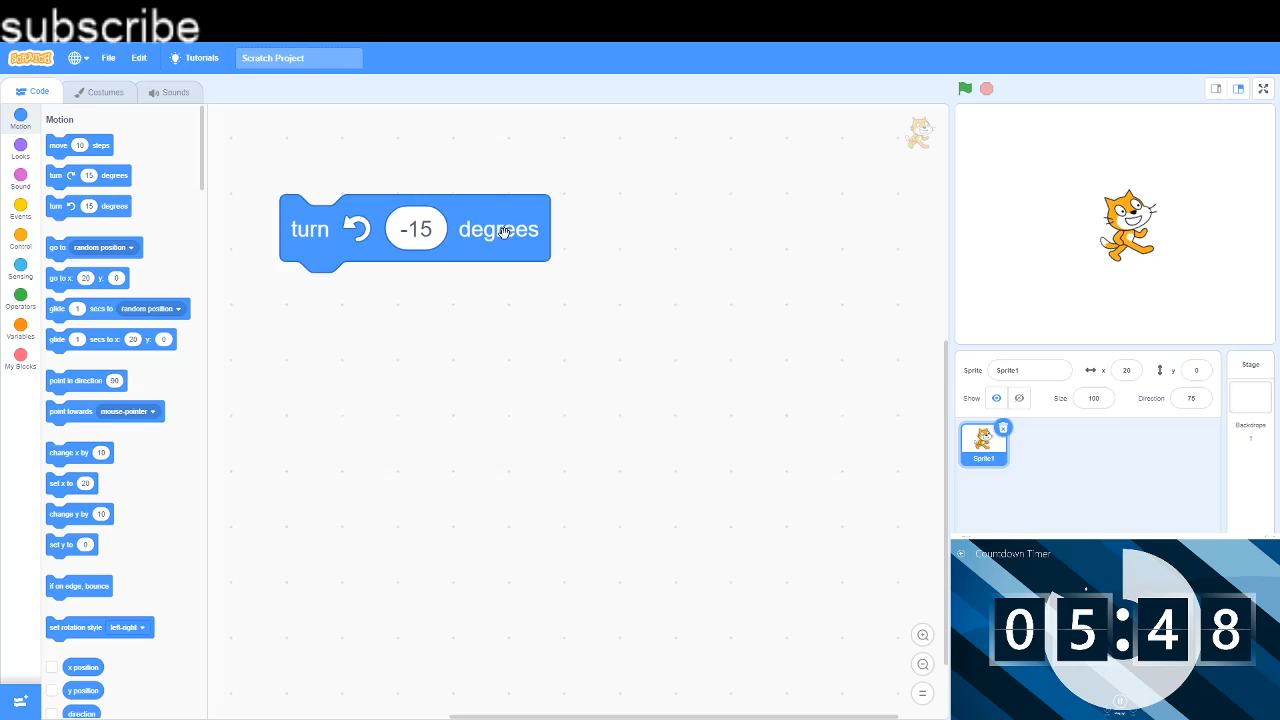 subscribe
SCRATCH
File
Edit
Tutorials
Scratch Project
Code
Costumes
Sounds
Motion
Looks
Sound
Events
Control
Sensing
Operators
Variables
My Blocks
Motion
move 10 steps
turn 15 degrees
turn 15 degrees
go to random position
go to x: 20 y: 0
glide 1 secs to random position
glide 1 secs to x: 20 y: 0
point in direction 90
point towards mouse-pointer
change x by 10
set x to 20
change y by 10
set y to 0
if on edge, bounce
set rotation style left-right
x position
y position
direction
turn -15 degrees
Sprite Sprite1 x 20 y 0
Show Size 100 Direction 75
Sprite1
Stage
Backdrops
1
Countdown Timer
05:48